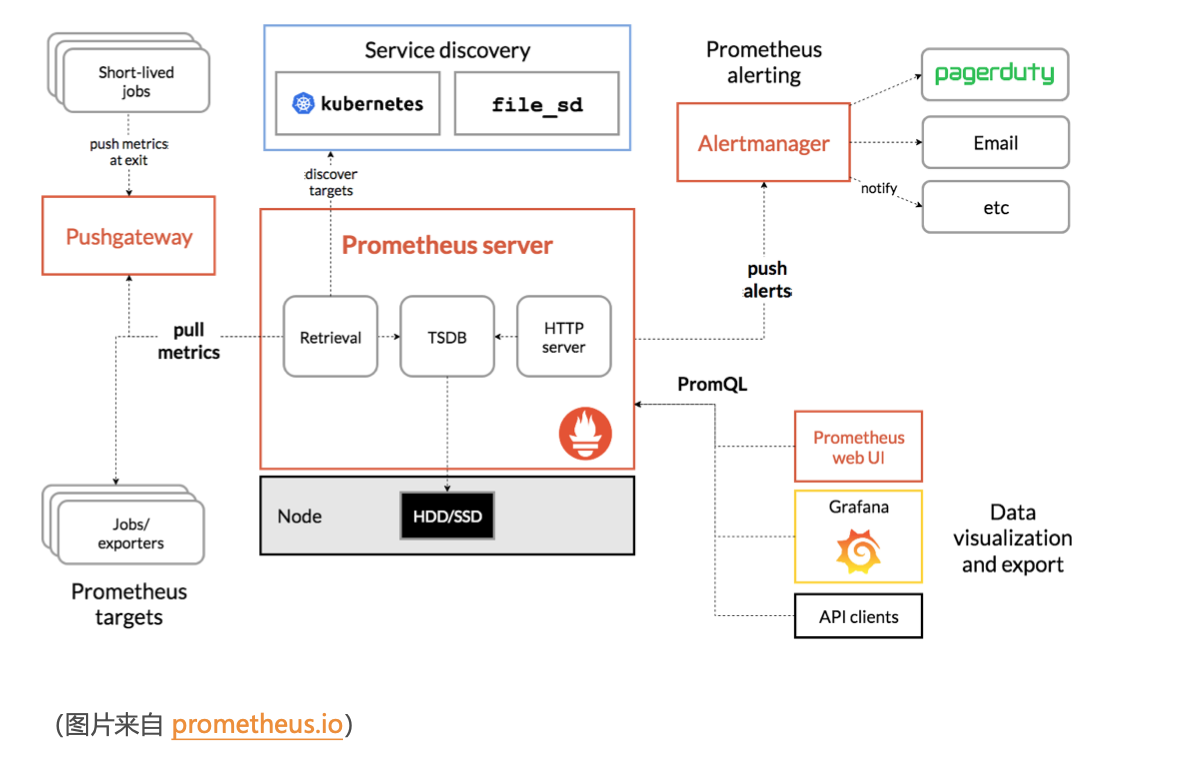 Short-lived
jobs
push metrics
at exit
Pushgateway
pull
metrics
Jobs/
exporters
Prometheus
targets
Service discovery
kubernetes
file_sd
discover
targets
Prometheus server
Retrieval
TSDB
HTTP
server
Node
HDD/SSD
Prometheus
alerting
Alertmanager
pagerduty
Email
notify
etc
push
alerts
PromQL
Prometheus
web UI
Grafana
API clients
Data
visualization
and export
(图片来自 prometheus.io)